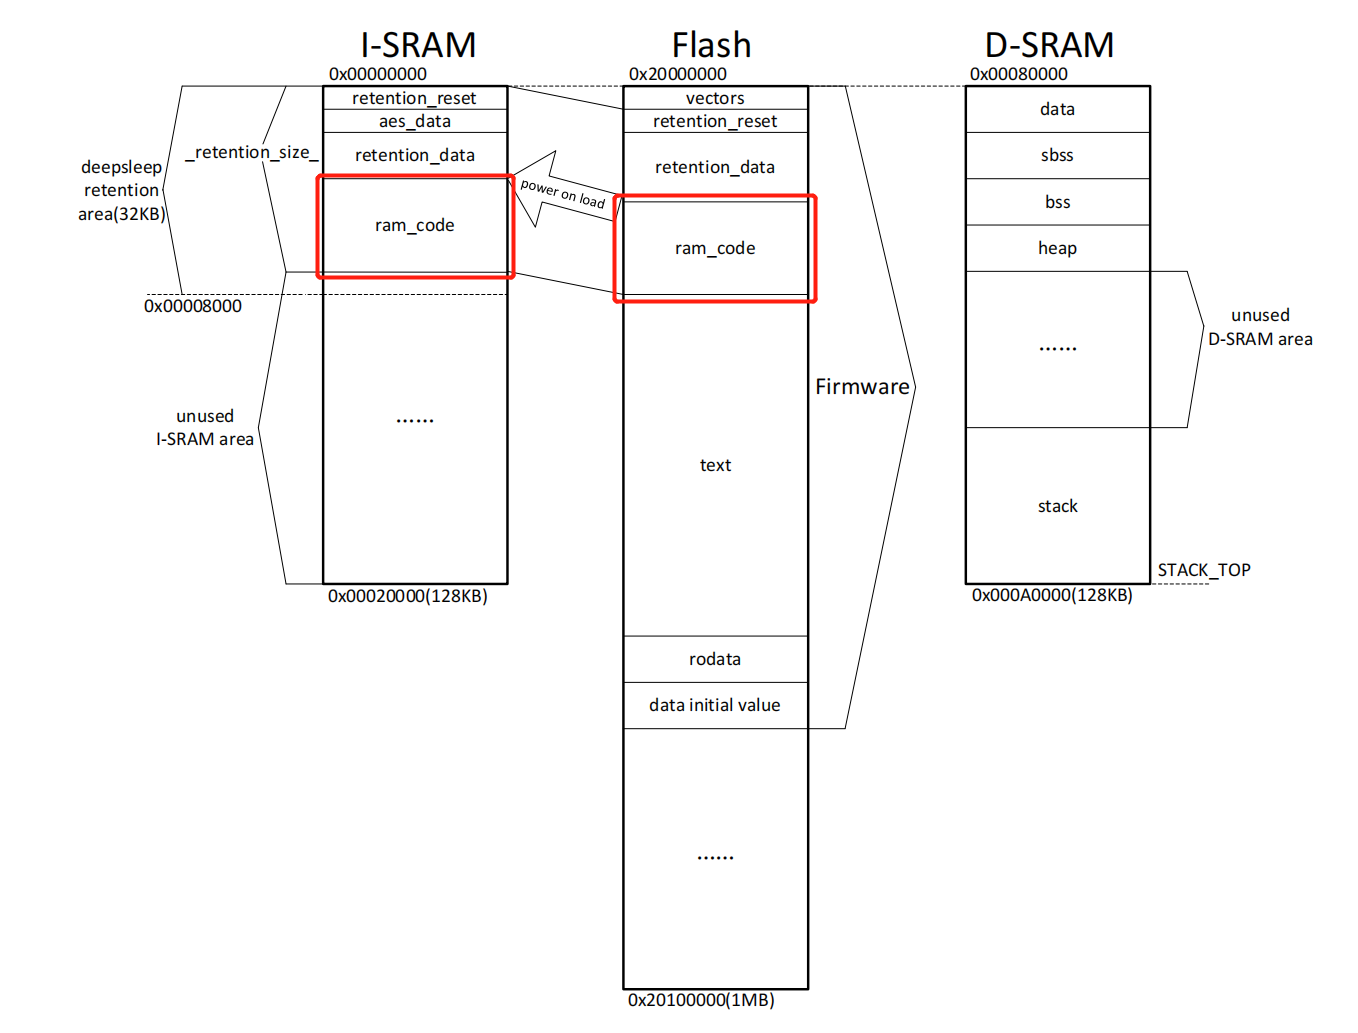 I-SRAM
Flash
D-SRAM
0x00000000
0x20000000
0x00080000
retention_reset
aes_data
retention_data
ram_code
……
0x00020000(128KB)
_retention_size_
deepsleep
retention
area(32KB)
0x00008000
unused
I-SRAM area
power on load
vectors
retention_reset
retention_data
ram_code
text
rodata
data initial value
……
0x20100000(1MB)
Firmware
data
sbss
bss
heap
……
stack
unused
D-SRAM area
STACK_TOP
0x000A0000(128KB)